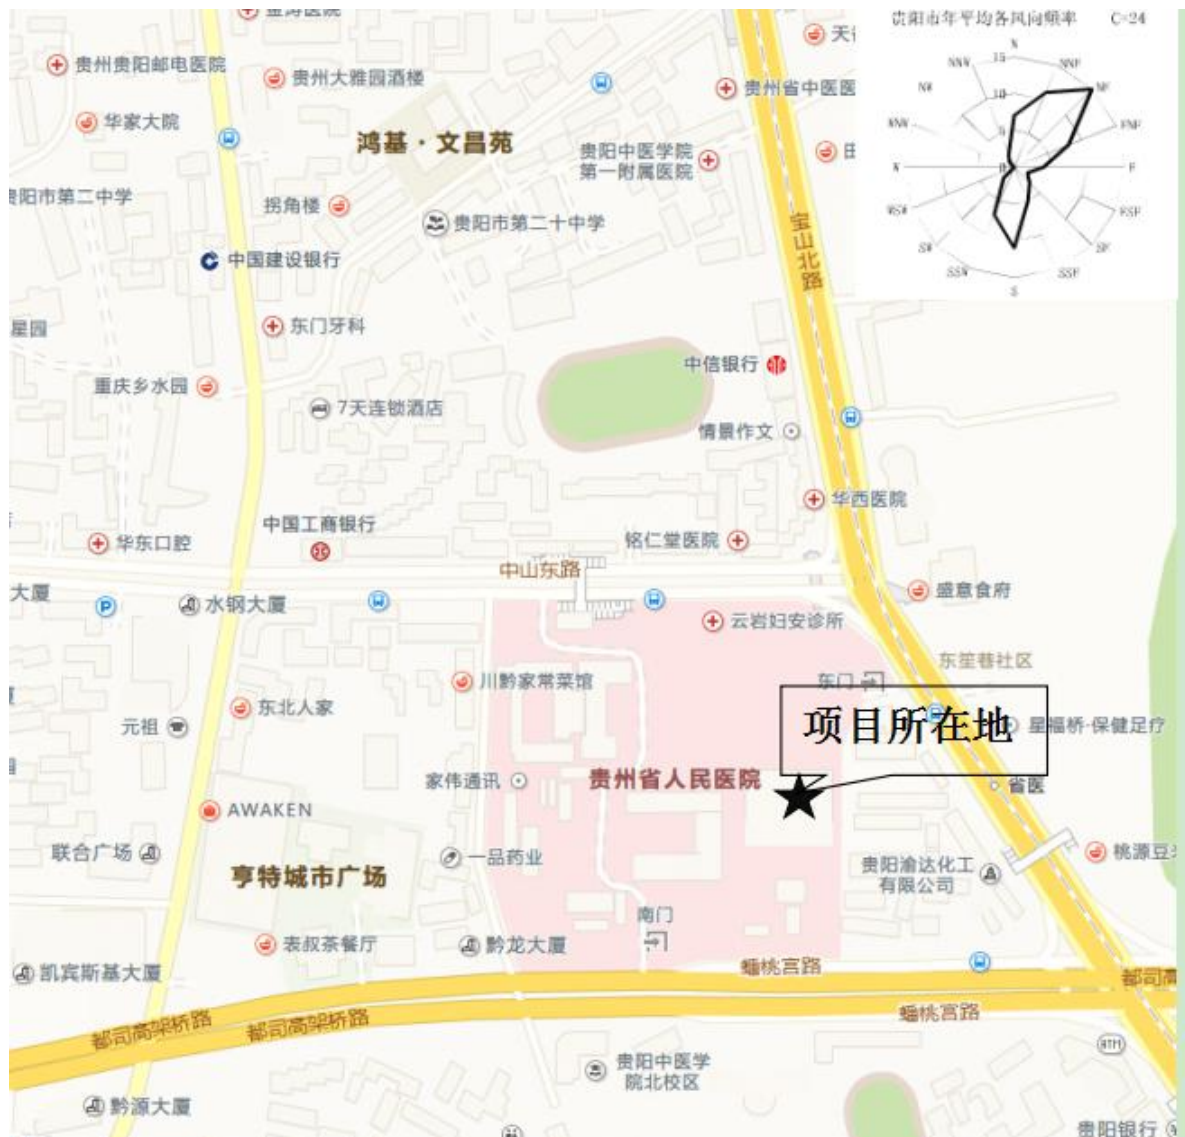 金涛医院
贵阳市年平均各风向频率 C=24
贵州贵阳邮电医院
贵州大雅园酒楼
贵州省中医医
华家大院
鸿基·文昌苑
贵阳中医学院
第一附属医院
贵阳市第二中学
拐角楼
贵阳市第二十中学
中国建设银行
宝山北路
N
NNW
15
NW
10
WNW
5
W
0
E
WSW
SW
SSW
S
星园
东门牙科
中信银行
重庆乡水园
7天连锁酒店
情景作文
华西医院
中国工商银行
华东口腔
铭仁堂医院
中山东路
大厦
P
水钢大厦
盛意食府
云岩妇安诊所
东笙巷社区
川黔家常菜馆
东门
东北人家
元祖
项目所在地
星福桥·保健足疗
家伟通讯
贵州省人民医院
省医
AWAKEN
联合广场
一品药业
贵阳渝达化工
有限公司
桃源豆
亨特城市广场
南门
表叔茶餐厅
黔龙大厦
凯宾斯基大厦
蟠桃宫路
都司高
都司高架桥路
都司高架桥路
蟠桃宫路
ATM
贵阳中医学
院北校区
黔源大厦
贵阳银行